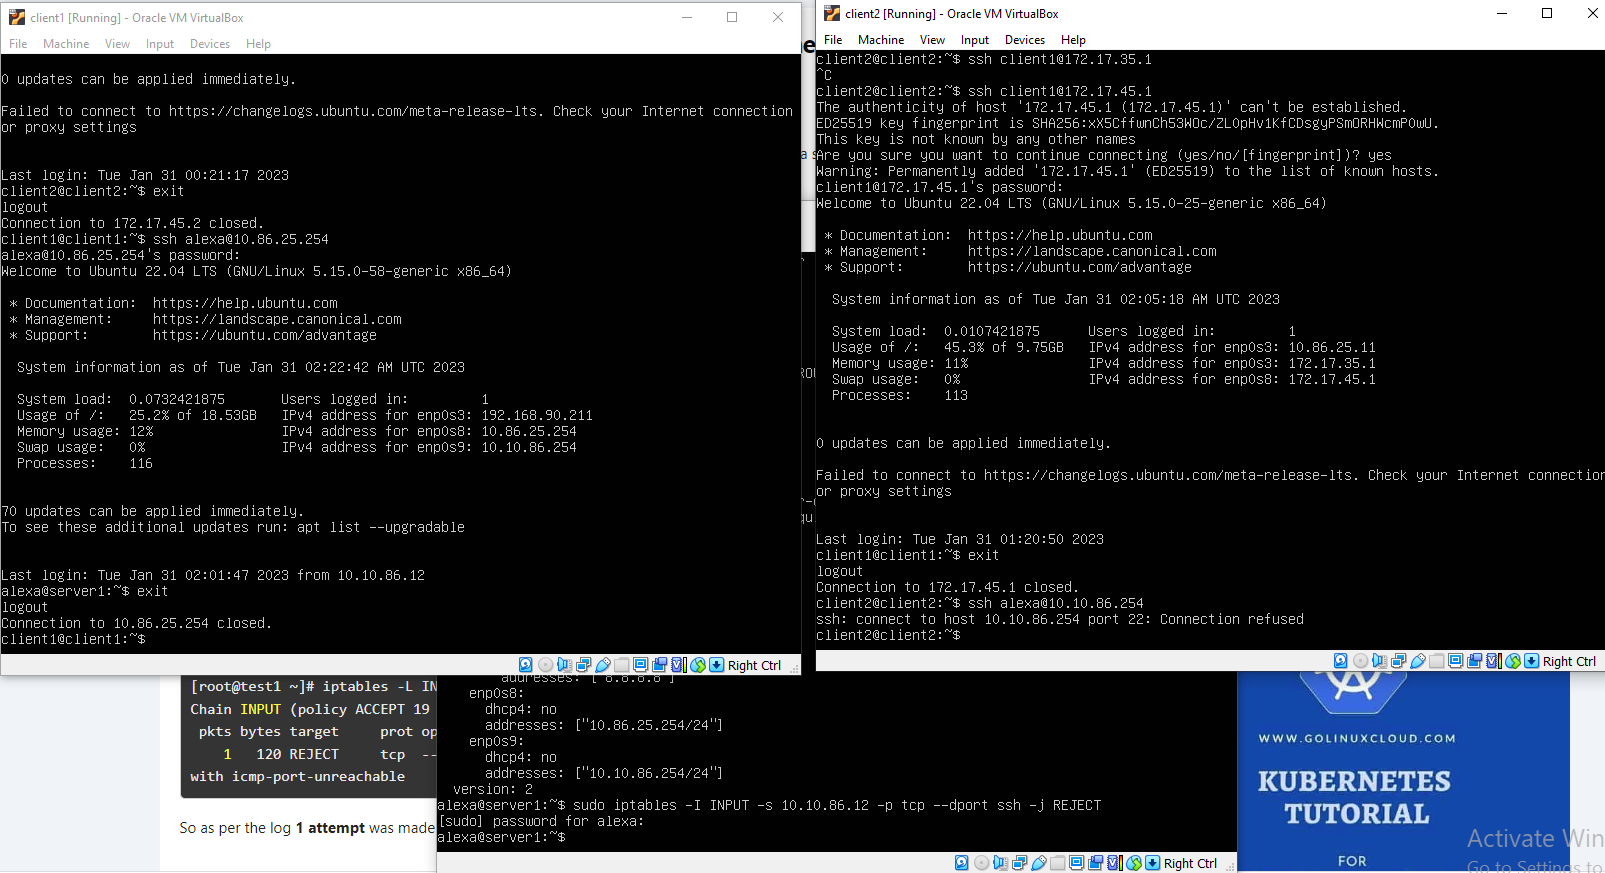 client1 [Running] - Oracle VM VirtualBox
File Machine View Input Devices Help
0 updates can be applied immediately.
Failed to connect to https://changelogs.ubuntu.com/meta-release-lts. Check your Internet connection
or proxy settings
Last login: Tue Jan 31 00:21:17 2023
client2@client2:~$ exit
logout
Connection to 172.17.45.2 closed.
client1@client1:~$ ssh alexa@10.86.25.254
alexa@10.86.25.254's password:
Welcome to Ubuntu 22.04 LTS (GNU/Linux 5.15.0-58-generic x86_64)
* Documentation: https://help.ubuntu.com
* Management: https://landscape.canonical.com
* Support: https://ubuntu.com/advantage
System information as of Tue Jan 31 02:22:42 AM UTC 2023
System load: 0.0732421875 Users logged in: 1
Usage of /: 25.2% of 18.53GB IPv4 address for enp0s3: 192.168.90.211
Memory usage: 12% IPv4 address for enp0s8: 10.86.25.254
Swap usage: 0% IPv4 address for enp0s9: 10.10.86.254
Processes: 116
70 updates can be applied immediately.
To see these additional updates run: apt list --upgradable
Last login: Tue Jan 31 02:01:47 2023 from 10.10.86.12
alexa@server1:~$ exit
logout
Connection to 10.86.25.254 closed.
client1@client1:~$
Right Ctrl
client2 [Running] - Oracle VM VirtualBox
File Machine View Input Devices Help
client2@client2:~$ ssh client1@172.17.35.1
^C
client2@client2:~$ ssh client1@172.17.45.1
The authenticity of host '172.17.45.1 (172.17.45.1)' can't be established.
ED25519 key fingerprint is SHA256:xX5CffwnCh53WOc/ZLOpHv1KfCDsgyPSmORHWcmP0wU.
This key is not known by any other names
Are you sure you want to continue connecting (yes/no/[fingerprint])? yes
Warning: Permanently added '172.17.45.1' (ED25519) to the list of known hosts.
client1@172.17.45.1's password:
Welcome to Ubuntu 22.04 LTS (GNU/Linux 5.15.0-25-generic x86_64)
* Documentation: https://help.ubuntu.com
* Management: https://landscape.canonical.com
* Support: https://ubuntu.com/advantage
System information as of Tue Jan 31 02:05:18 AM UTC 2023
System load: 0.0107421875 Users logged in: 1
Usage of /: 45.3% of 9.75GB IPv4 address for enp0s3: 10.86.25.11
Memory usage: 11% IPv4 address for enp0s3: 172.17.35.1
Swap usage: 0% IPv4 address for enp0s8: 172.17.45.1
Processes: 113
0 updates can be applied immediately.
Failed to connect to https://changelogs.ubuntu.com/meta-release-lts. Check your Internet connection
or proxy settings
Last login: Tue Jan 31 01:20:50 2023
client1@client1:~$ exit
logout
Connection to 172.17.45.1 closed.
client2@client2:~$ ssh alexa@10.10.86.254
ssh: connect to host 10.10.86.254 port 22: Connection refused
client2@client2:~$
Right Ctrl
[root@test1 ~]# iptables -L IN
Chain INPUT (policy ACCEPT 19
pkts bytes target prot op
1 120 REJECT tcp --
with icmp-port-unreachable
So as per the log 1 attempt was made
addresses: ["8.8.8.8"]
enp0s8:
dhcp4: no
addresses: ["10.86.25.254/24"]
enp0s9:
dhcp4: no
addresses: ["10.10.86.254/24"]
version: 2
alexa@server1:~$ sudo iptables -I INPUT -s 10.10.86.12 -p tcp --dport ssh -j REJECT
[sudo] password for alexa:
alexa@server1:~$
Right Ctrl
WWW.GOLINUXCLOUD.COM
KUBERNETES
TUTORIAL
FOR
Activate Win
Go to Settings to